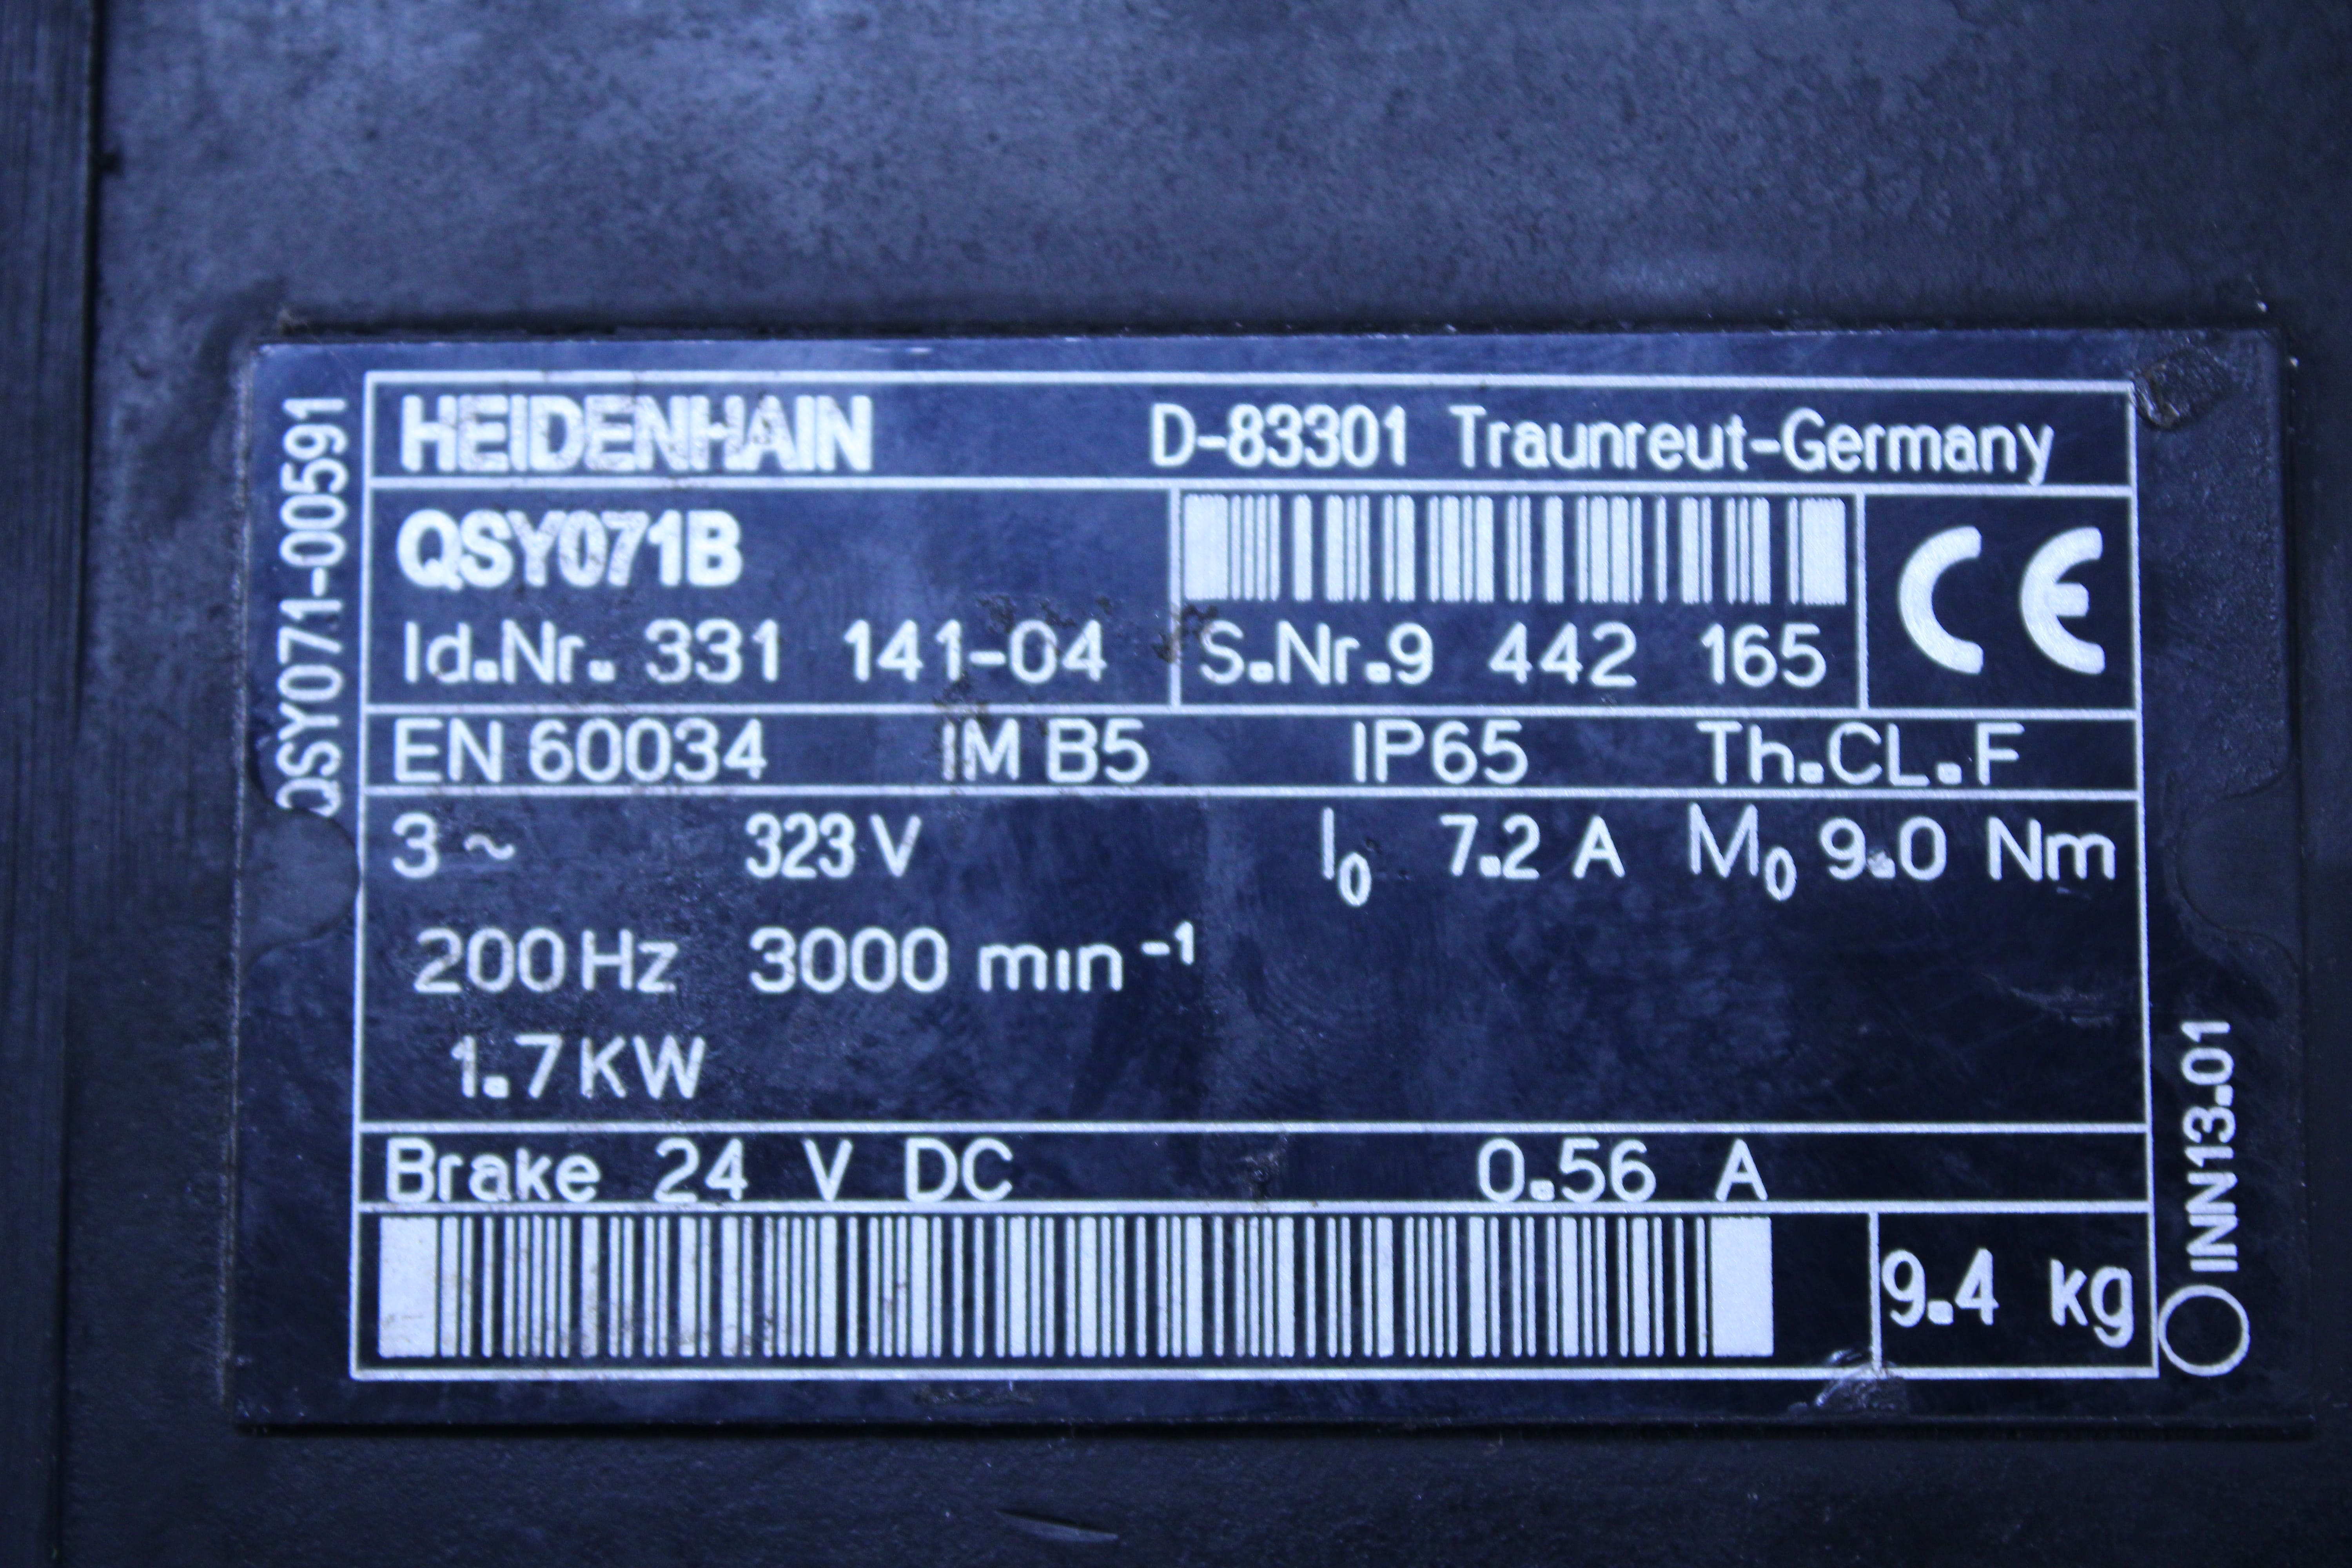 HEIDENHAIN D-83301 Traunreut-Germany
QSY071B
Id.Nr. 331 141-04 S.Nr.9 442 165
CE
EN 60034 IM B5 IP65 Th.CL.F
3 ~ 323 V I0 7.2 A M0 9.0 Nm
200 Hz 3000 min-1
1.7 KW
Brake 24 V DC 0.56 A
9.4 kg
QSY071-00591
INN13.01